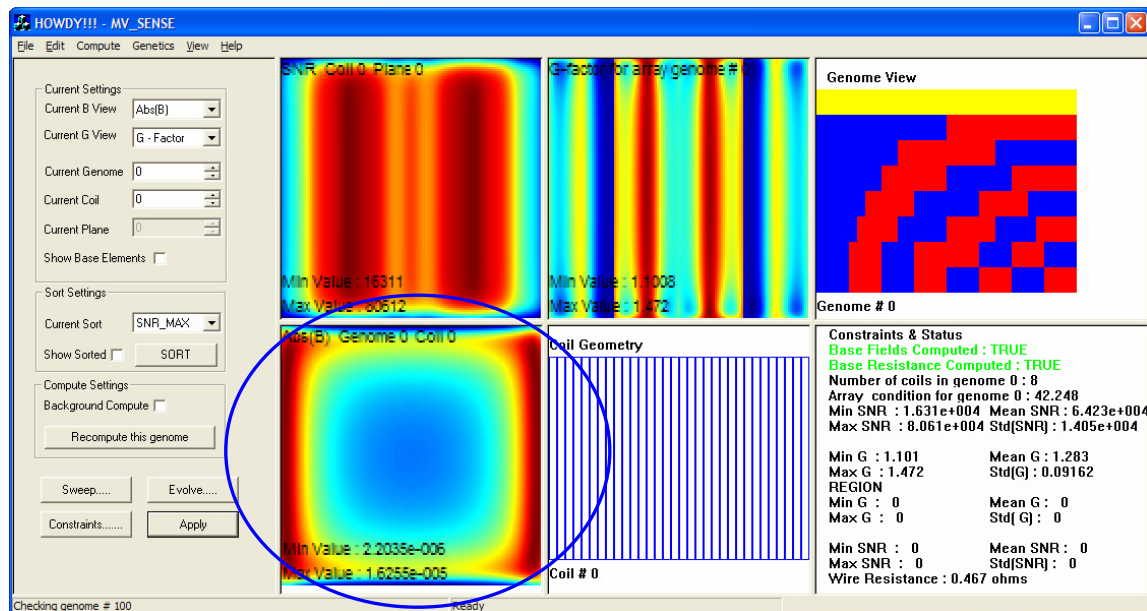 HOWDY!!! - MV_SENSE
File Edit Compute Genetics View Help
Current Settings
Current B View Abs(B)
Current G View G - Factor
Current Genome 0
Current Coil 0
Current Plane 0
Show Base Elements
Sort Settings
Current Sort SNR_MAX
Show Sorted SORT
Compute Settings
Background Compute
Recompute this genome
Sweep..... Evolve.....
Constraints....... Apply
SNR Coil 0 Plane 0
Min Value : 16311
Max Value : 80612
G-factor for array genome # 0
Min Value : 1.1008
Max Value : 1.472
Genome View
Genome # 0
Abs(B) Genome 0 Coil 0
Min Value : 2.2035e-006
Max Value : 1.6255e-005
Coil Geometry
Coil # 0
Constraints & Status
Base Fields Computed : TRUE
Base Resistance Computed : TRUE
Number of coils in genome 0 : 8
Array condition for genome 0 : 42.248
Min SNR : 1.631e+004 Mean SNR : 6.423e+004
Max SNR : 8.061e+004 Std(SNR) : 1.405e+004
Min G : 1.101 Mean G : 1.283
Max G : 1.472 Std(G) : 0.09162
REGION
Min G : 0 Mean G : 0
Max G : 0 Std( G) : 0
Min SNR : 0 Mean SNR : 0
Max SNR : 0 Std(SNR) : 0
Wire Resistance : 0.467 ohms
Checking genome # 100 Ready